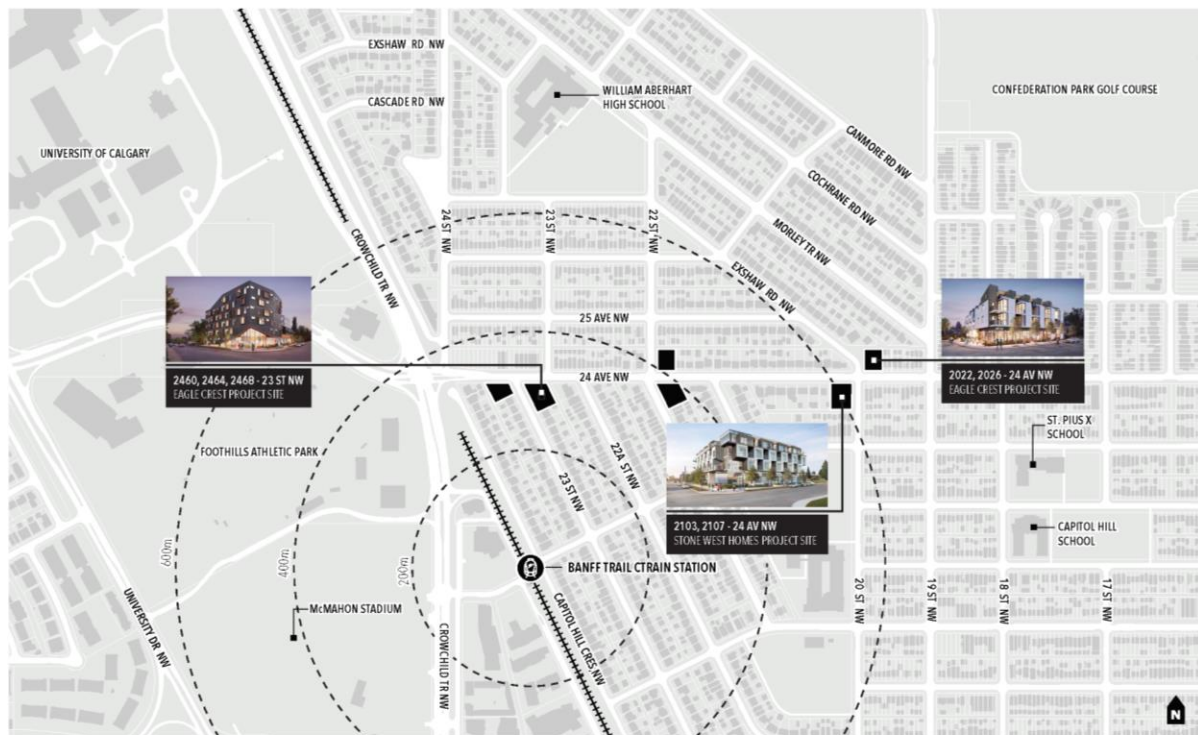 EXSHAW RD NW
CASCADE RD NW
WILLIAM ABERHART
HIGH SCHOOL
CONFEDERATION PARK GOLF COURSE
CANMORE RD NW
UNIVERSITY OF CALGARY
COCHRANE RD NW
MORLEY TR NW
24 ST NW
23 ST NW
22 ST NW
CROWCHILD TR NW
EXSHAW RD NW
25 AVE NW
24 AVE NW
2460, 2464, 2468 - 23 ST NW
EAGLE CREST PROJECT SITE
2022, 2026 - 24 AV NW
EAGLE CREST PROJECT SITE
ST. PIUS X
SCHOOL
FOOTHILLS ATHLETIC PARK
22A ST NW
23 ST NW
2103, 2107 - 24 AV NW
STONE WEST HOMES PROJECT SITE
CAPITOL HILL
SCHOOL
600m
400m
200m
BANFF TRAIL CTRAIN STATION
McMAHON STADIUM
CAPITOL HILL CRES NW
UNIVERSITY DR NW
CROWCHILD TR NW
20 ST NW
19 ST NW
18 ST NW
17 ST NW
N